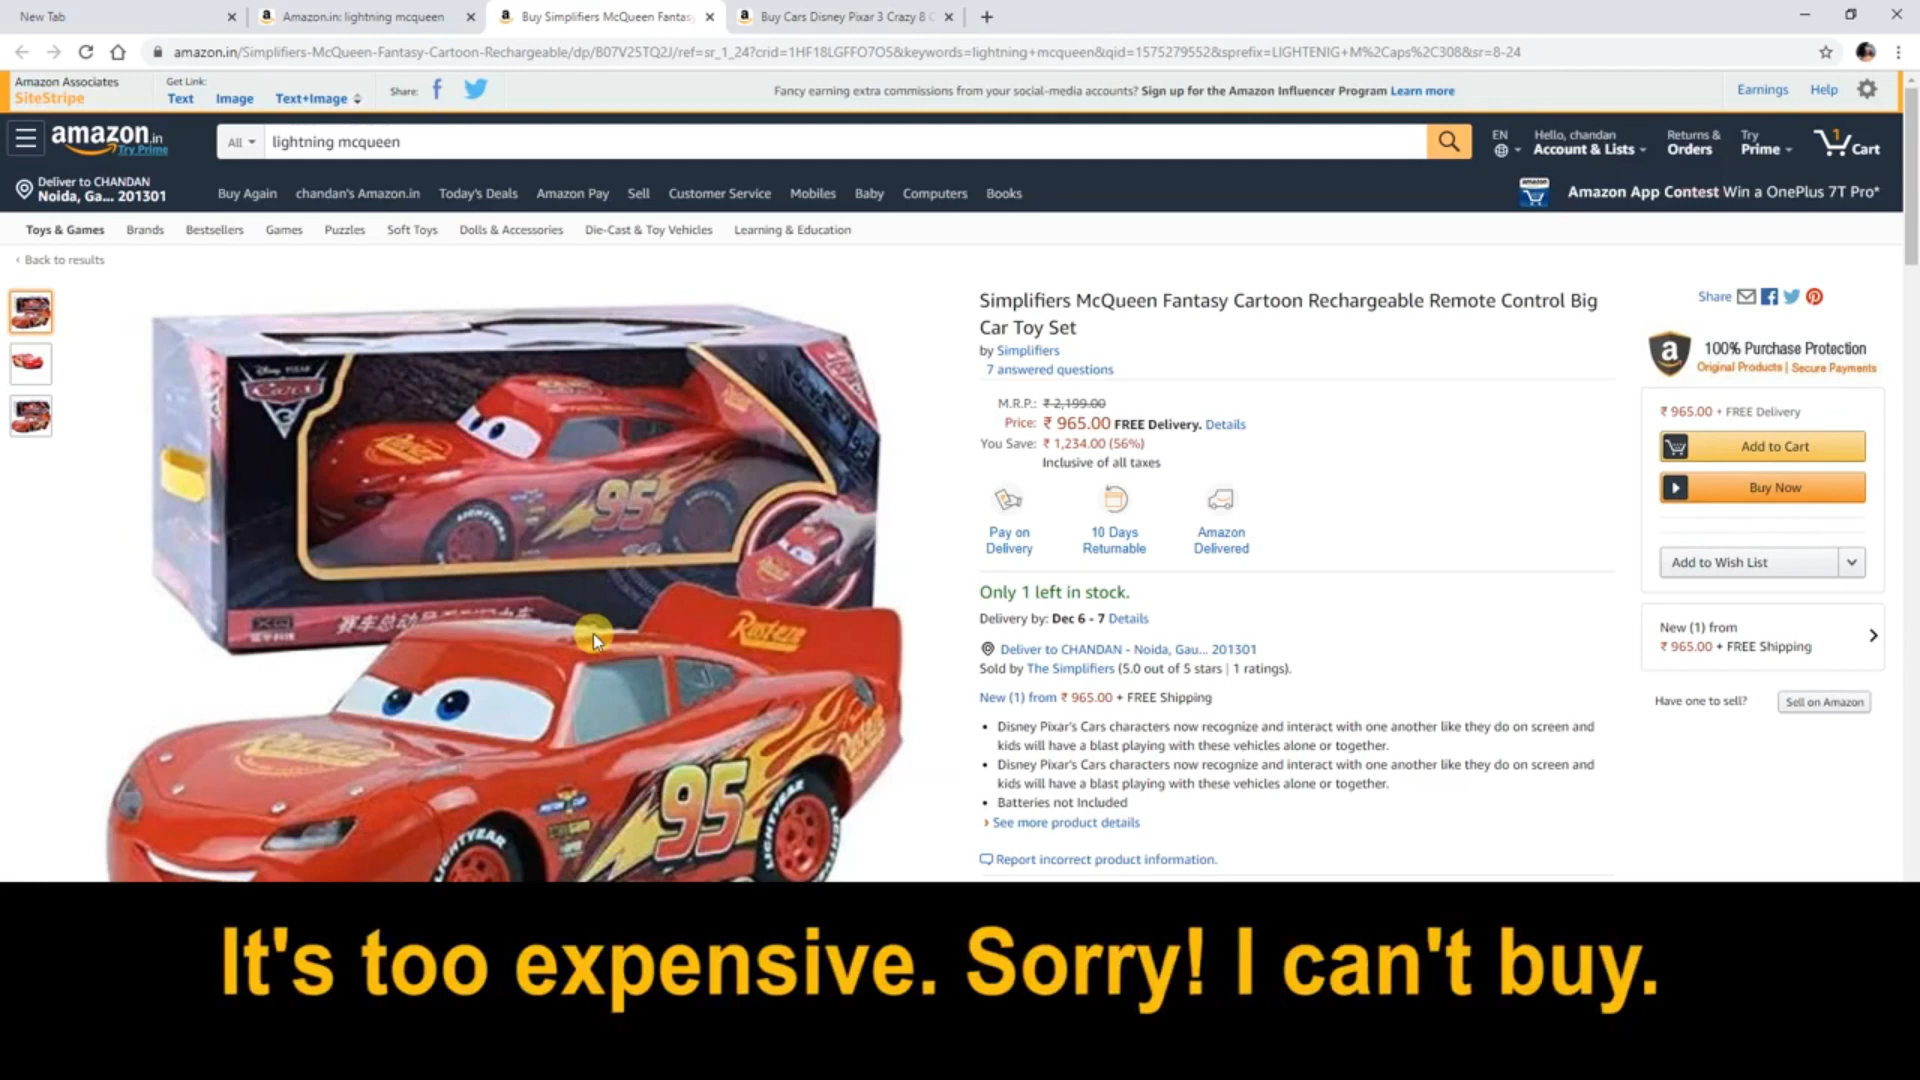 New Tab
Amazon.in: lightning mcqueen
Buy Simplifiers McQueen Fantas
Buy Cars Disney Pixar 3 Crazy 8 C
amazon.in/Simplifiers-McQueen-Fantasy-Cartoon-Rechargeable/dp/B07V25TQ2J/ref=sr_1_24?crid=1HF18LGFFO7O5&keywords=lightning+mcqueen&qid=1575279552&sprefix=LIGHTENIG+M%2Caps%2C308&sr=8-24
Amazon Associates
SiteStripe
Get Link:
Text Image Text+Image
Share:
Fancy earning extra commissions from your social-media accounts? Sign up for the Amazon Influencer Program Learn more
Earnings Help
amazon.in
Try Prime
All
lightning mcqueen
EN
Hello, chandan
Account & Lists
Returns &
Orders
Try
Prime
1
Cart
Deliver to CHANDAN
Noida, Ga... 201301
Buy Again chandan's Amazon.in Today's Deals Amazon Pay Sell Customer Service Mobiles Baby Computers Books
amazon
Amazon App Contest Win a OnePlus 7T Pro*
Toys & Games Brands Bestsellers Games Puzzles Soft Toys Dolls & Accessories Die-Cast & Toy Vehicles Learning & Education
‹ Back to results
Disney PIXAR
Cars
3
95
LIGHTYEAR
赛车总动员
Rusteze
Rusteze
95
LIGHTYEAR
LIGHTYEAR
Simplifiers McQueen Fantasy Cartoon Rechargeable Remote Control Big
Car Toy Set
by Simplifiers
7 answered questions
M.R.P.: ₹ 2,199.00
Price: ₹ 965.00 FREE Delivery. Details
You Save: ₹ 1,234.00 (56%)
Inclusive of all taxes
Pay on
Delivery
10 Days
Returnable
Amazon
Delivered
Only 1 left in stock.
Delivery by: Dec 6 - 7 Details
Deliver to CHANDAN - Noida, Gau... 201301
Sold by The Simplifiers (5.0 out of 5 stars | 1 ratings).
New (1) from ₹ 965.00 + FREE Shipping
• Disney Pixar's Cars characters now recognize and interact with one another like they do on screen and
kids will have a blast playing with these vehicles alone or together.
• Disney Pixar's Cars characters now recognize and interact with one another like they do on screen and
kids will have a blast playing with these vehicles alone or together.
• Batteries not Included
› See more product details
Report incorrect product information.
Share
100% Purchase Protection
Original Products | Secure Payments
₹ 965.00 + FREE Delivery
Add to Cart
Buy Now
Add to Wish List
New (1) from
₹ 965.00 + FREE Shipping
Have one to sell?
Sell on Amazon
It's too expensive. Sorry! I can't buy.